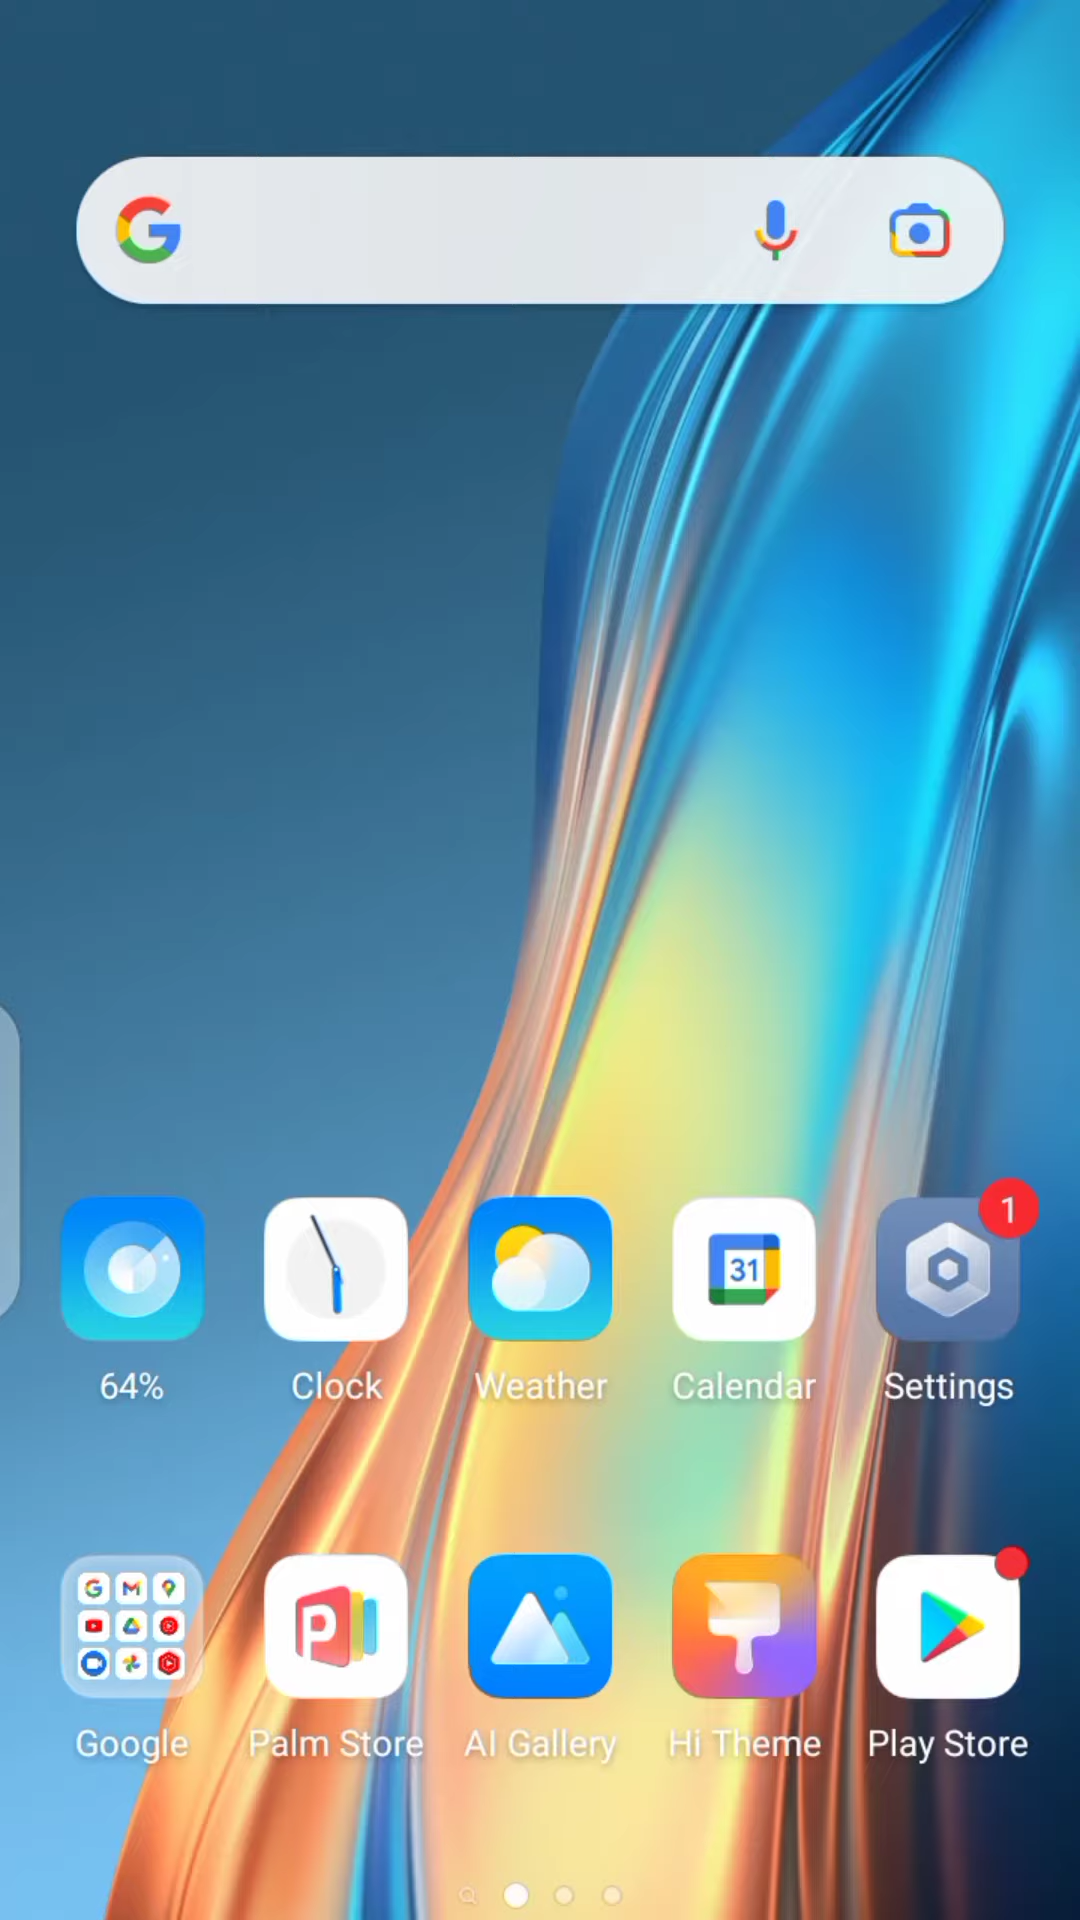 31
1
64%
Clock
Weather
Calendar
Settings
Google
Palm Store
AI Gallery
Hi Theme
Play Store